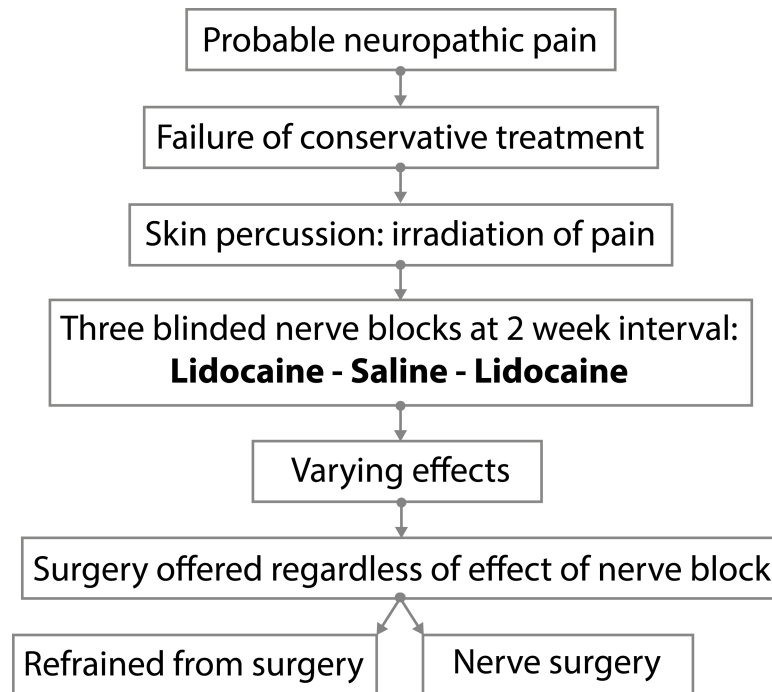 Probable neuropathic pain
Failure of conservative treatment
Skin percussion: irradiation of pain
Three blinded nerve blocks at 2 week interval:
Lidocaine - Saline - Lidocaine
Varying effects
Surgery offered regardless of effect of nerve block
Refrained from surgery
Nerve surgery